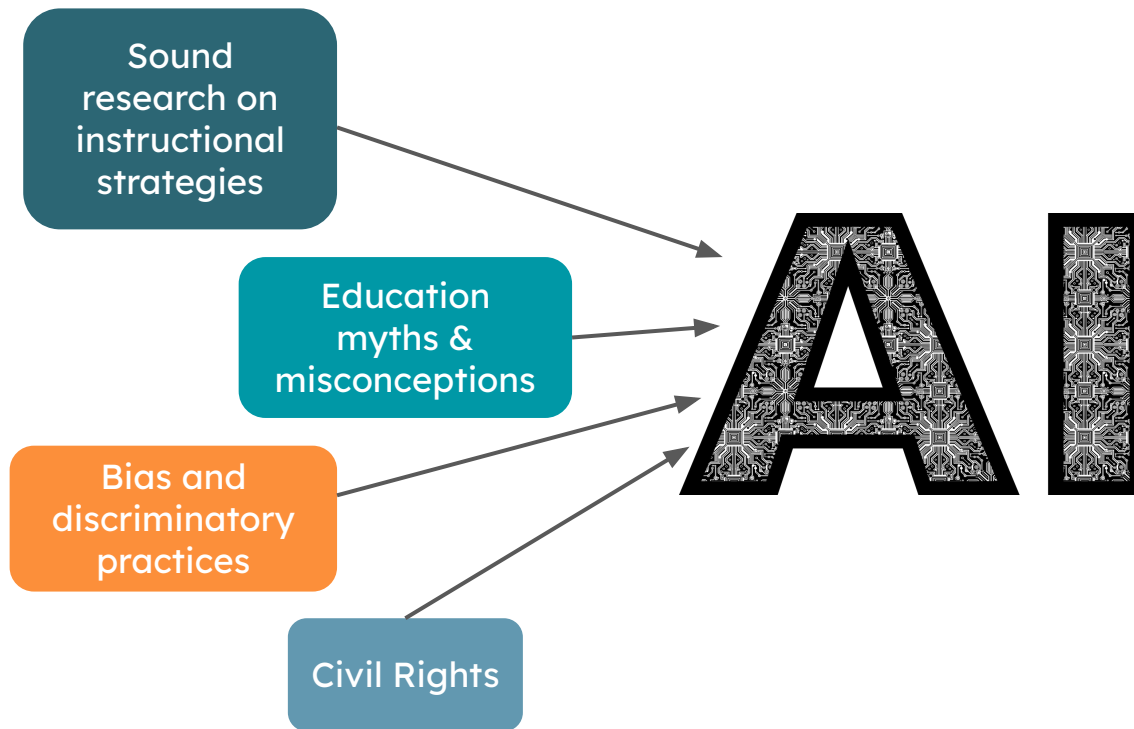 Sound
research on
instructional
strategies
Education
myths &
misconceptions
Bias and
discriminatory
practices
Civil Rights
AI